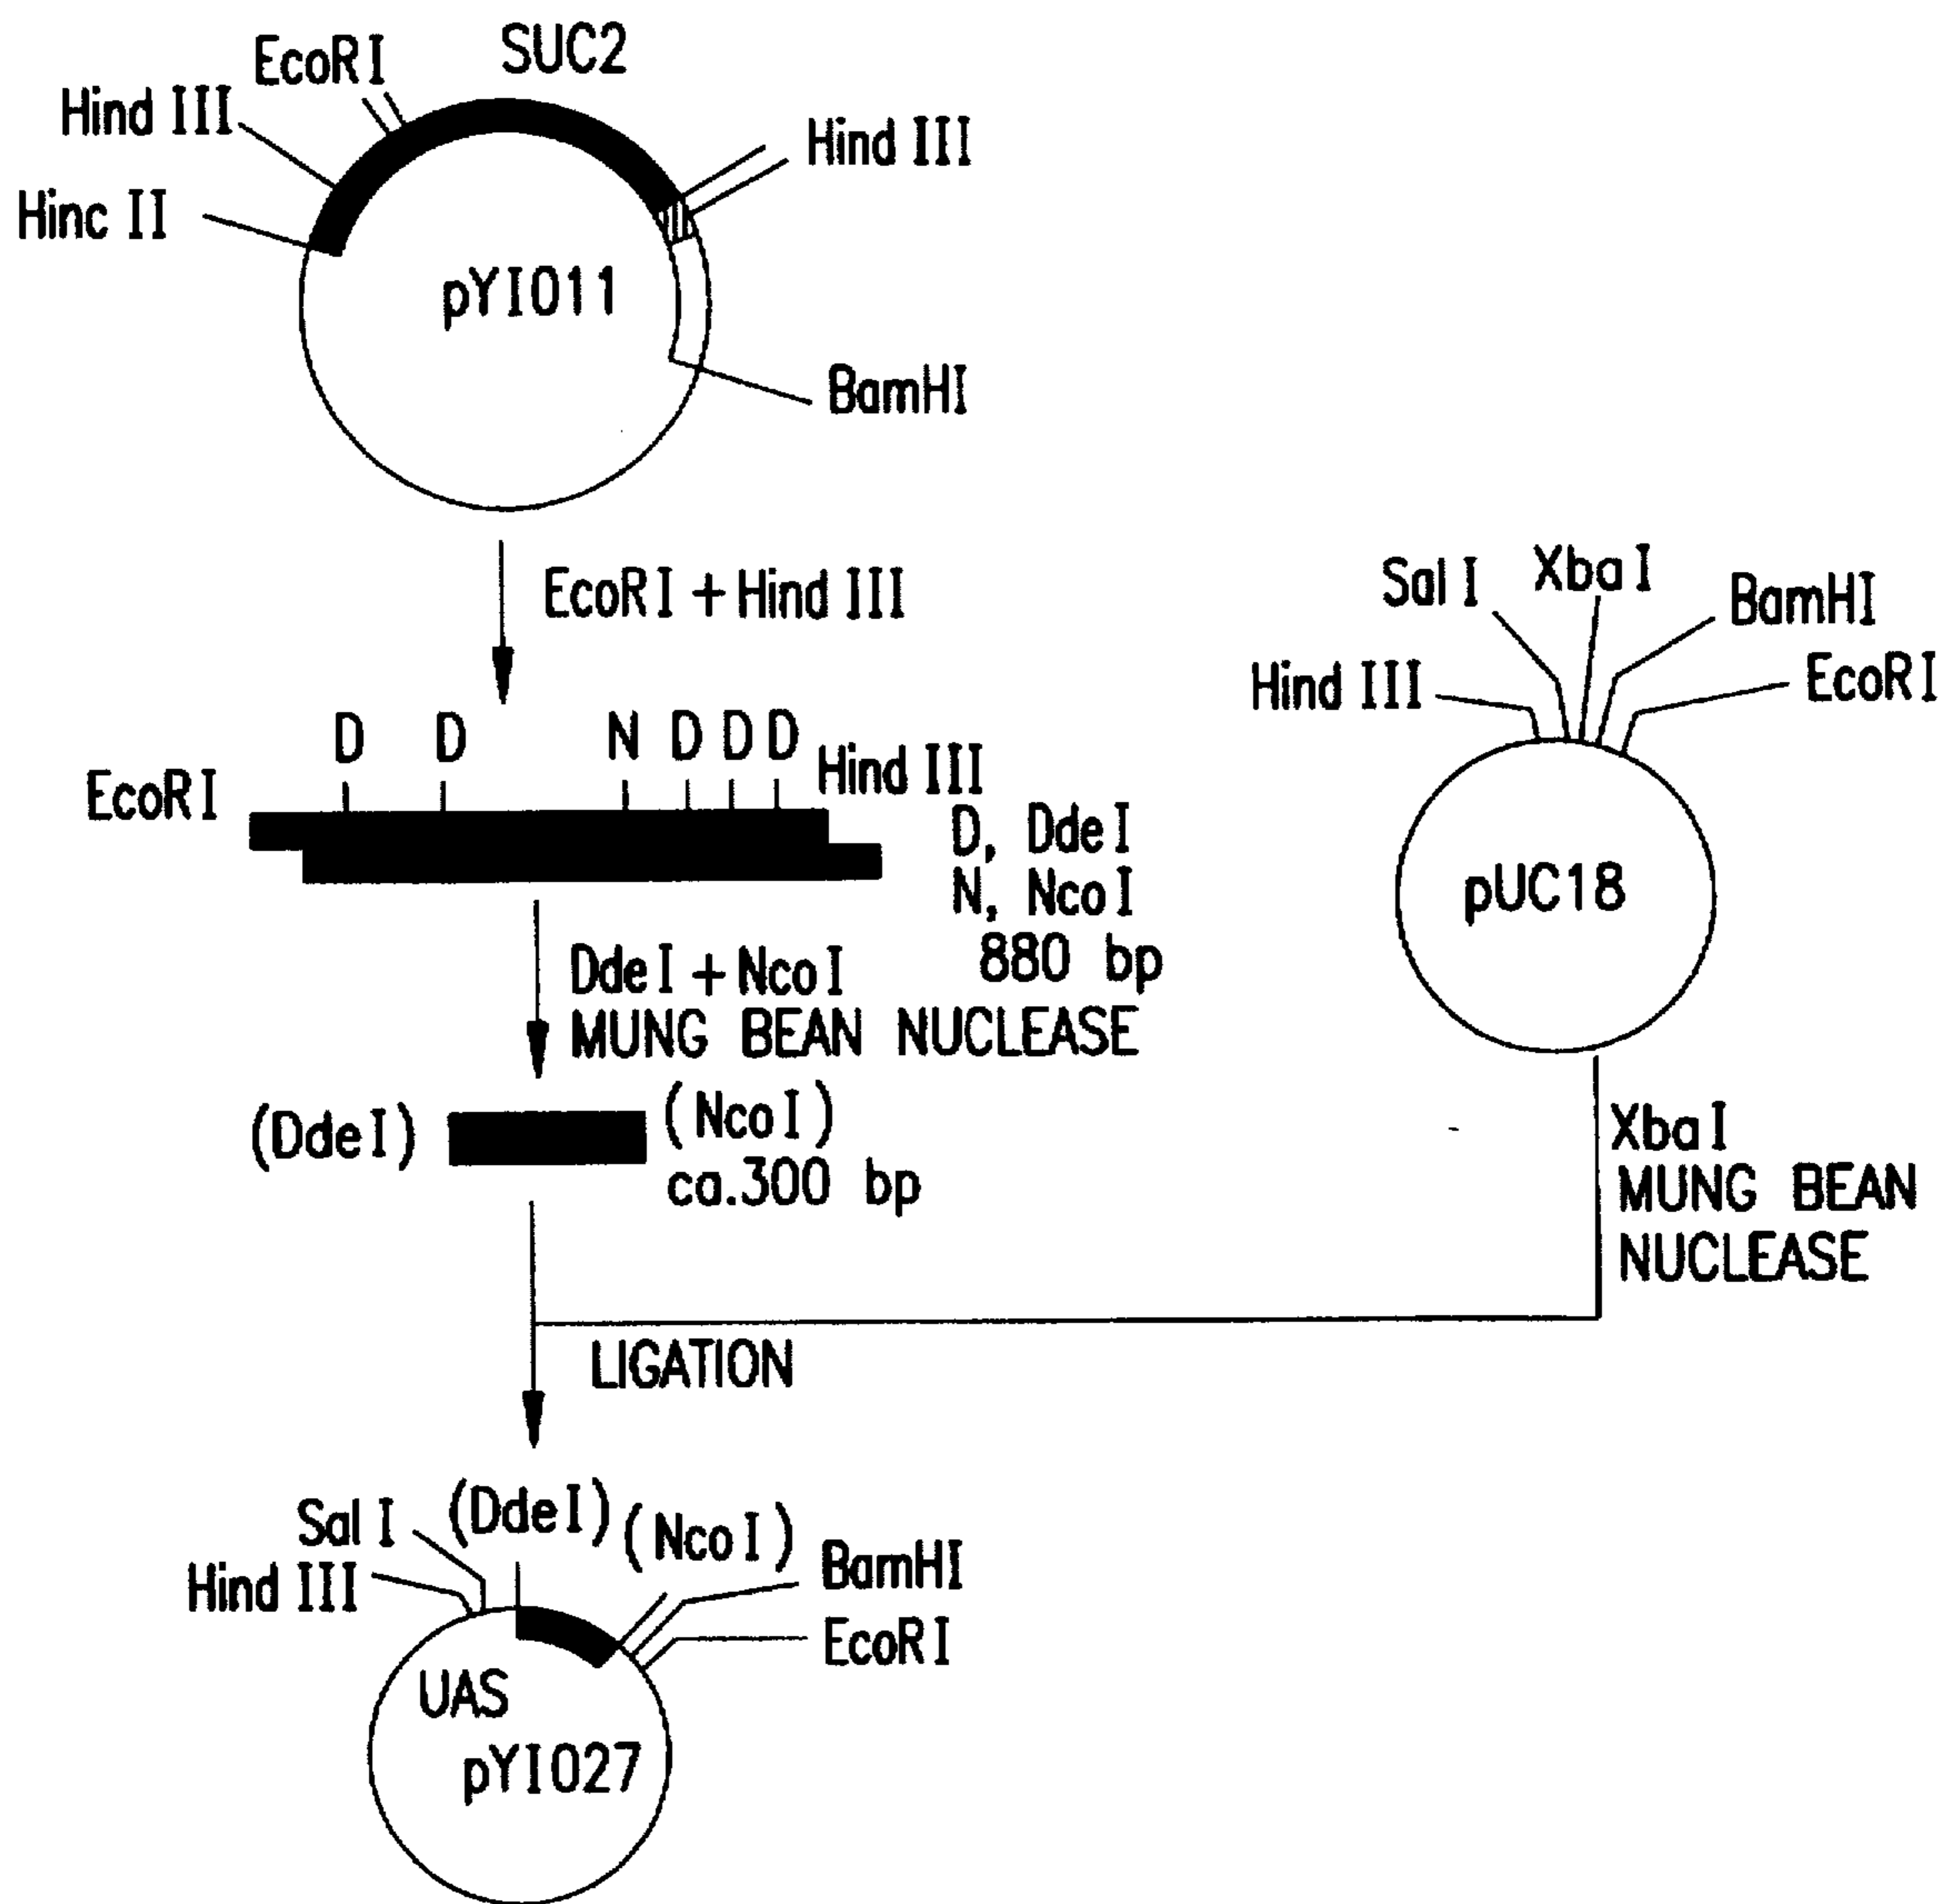 SUC2
EcoRI
Hind III
Hind III
Hinc II
pYI011
BamHI
EcoRI + Hind III
Sal I
XbaI
BamHI
Hind III
EcoRI
pUC18
D D N D D D
EcoRI
Hind III
D, DdeI
N, NcoI
880 bp
DdeI + NcoI
MUNG BEAN NUCLEASE
(DdeI)
(NcoI)
ca.300 bp
XbaI
MUNG BEAN
NUCLEASE
LIGATION
Sal I
(DdeI)
(NcoI)
Hind III
BamHI
EcoRI
UAS
pYI027